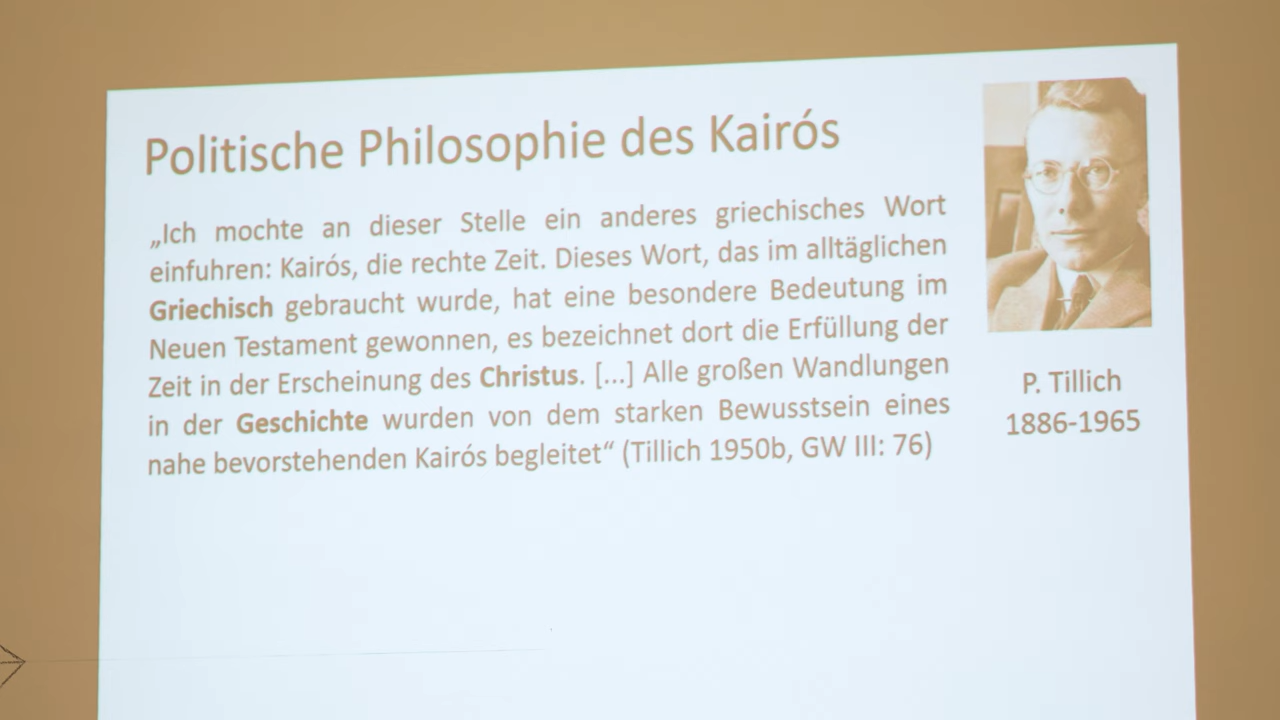 Politische Philosophie des Kairós
„Ich mochte an dieser Stelle ein anderes griechisches Wort
einfuhren: Kairós, die rechte Zeit. Dieses Wort, das im alltäglichen
Griechisch gebraucht wurde, hat eine besondere Bedeutung im
Neuen Testament gewonnen, es bezeichnet dort die Erfüllung der
Zeit in der Erscheinung des Christus. [...] Alle großen Wandlungen
in der Geschichte wurden von dem starken Bewusstsein eines
nahe bevorstehenden Kairós begleitet“ (Tillich 1950b, GW III: 76)
P. Tillich
1886-1965